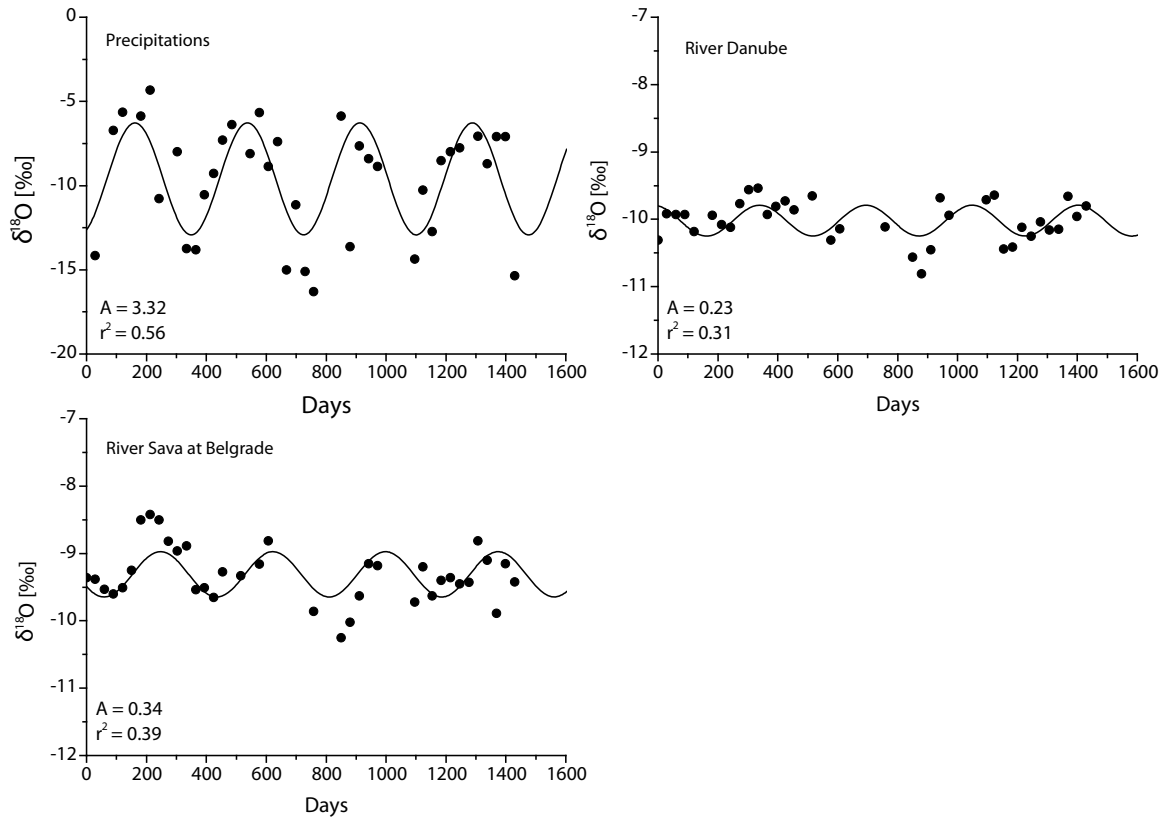 Precipitations
0
-5
-10
-15
-20
δ¹⁸O [‰]
A = 3.32
r² = 0.56
0 200 400 600 800 1000 1200 1400 1600
Days
River Danube
-7
-8
-9
-10
-11
-12
δ¹⁸O [‰]
A = 0.23
r² = 0.31
0 200 400 600 800 1000 1200 1400 1600
Days
River Sava at Belgrade
-7
-8
-9
-10
-11
-12
δ¹⁸O [‰]
A = 0.34
r² = 0.39
0 200 400 600 800 1000 1200 1400 1600
Days